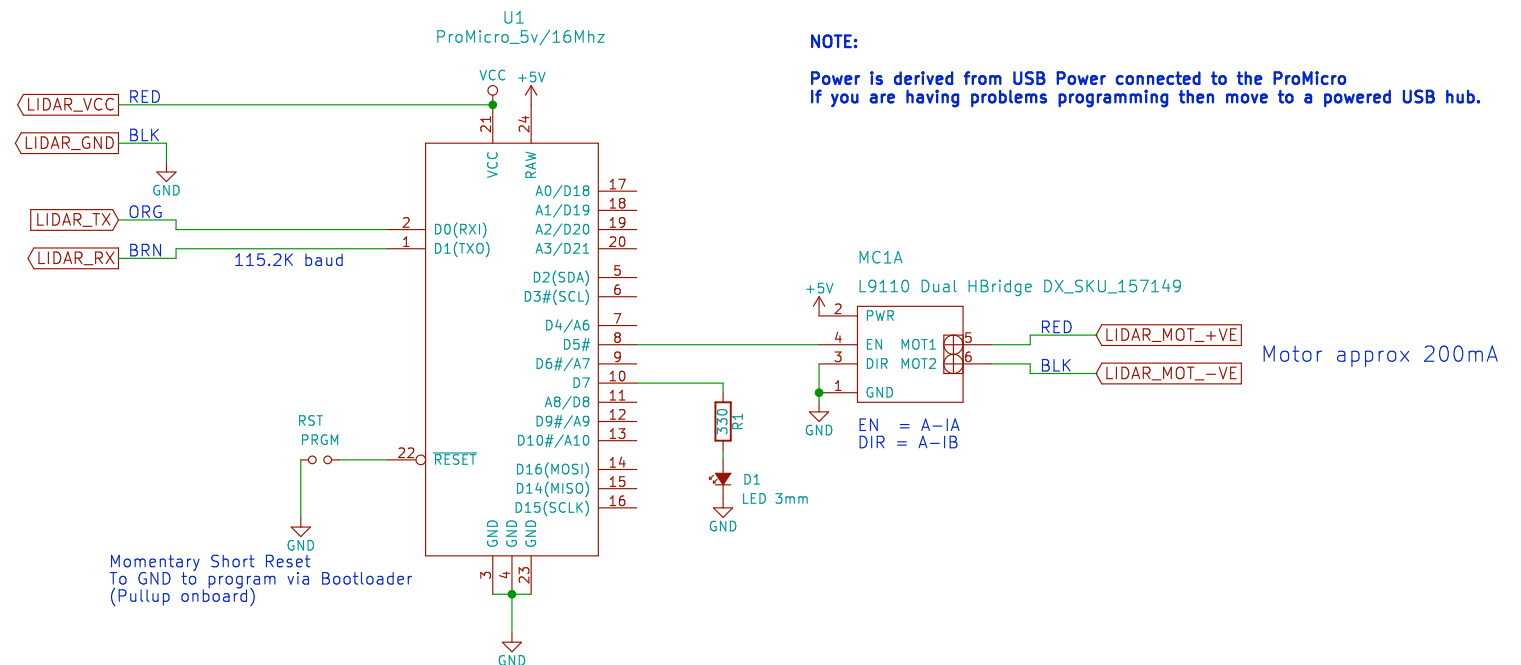 U1
ProMicro_5v/16Mhz
NOTE:
Power is derived from USB Power connected to the ProMicro
If you are having problems programming then move to a powered USB hub.
VCC
+5V
LIDAR_VCC
RED
LIDAR_GND
BLK
GND
LIDAR_TX
ORG
LIDAR_RX
BRN
115.2K baud
21
24
VCC
RAW
2
D0(RXI)
1
D1(TXO)
A0/D18
17
A1/D19
18
A2/D20
19
A3/D21
20
D2(SDA)
5
D3#(SCL)
6
D4/A6
7
D5#
8
D6#/A7
9
D7
10
A8/D8
11
D9#/A9
12
D10#/A10
13
D16(MOSI)
14
D14(MISO)
15
D15(SCLK)
16
22
RESET
RST
PRGM
GND
GND
GND
GND
3
4
23
GND
Momentary Short Reset
To GND to program via Bootloader
(Pullup onboard)
330
R1
D1
LED 3mm
GND
MC1A
L9110 Dual HBridge DX_SKU_157149
+5V
2
PWR
4
EN
MOT1
5
3
DIR
MOT2
6
1
GND
GND
EN = A-IA
DIR = A-IB
RED
LIDAR_MOT_+VE
BLK
LIDAR_MOT_-VE
Motor approx 200mA